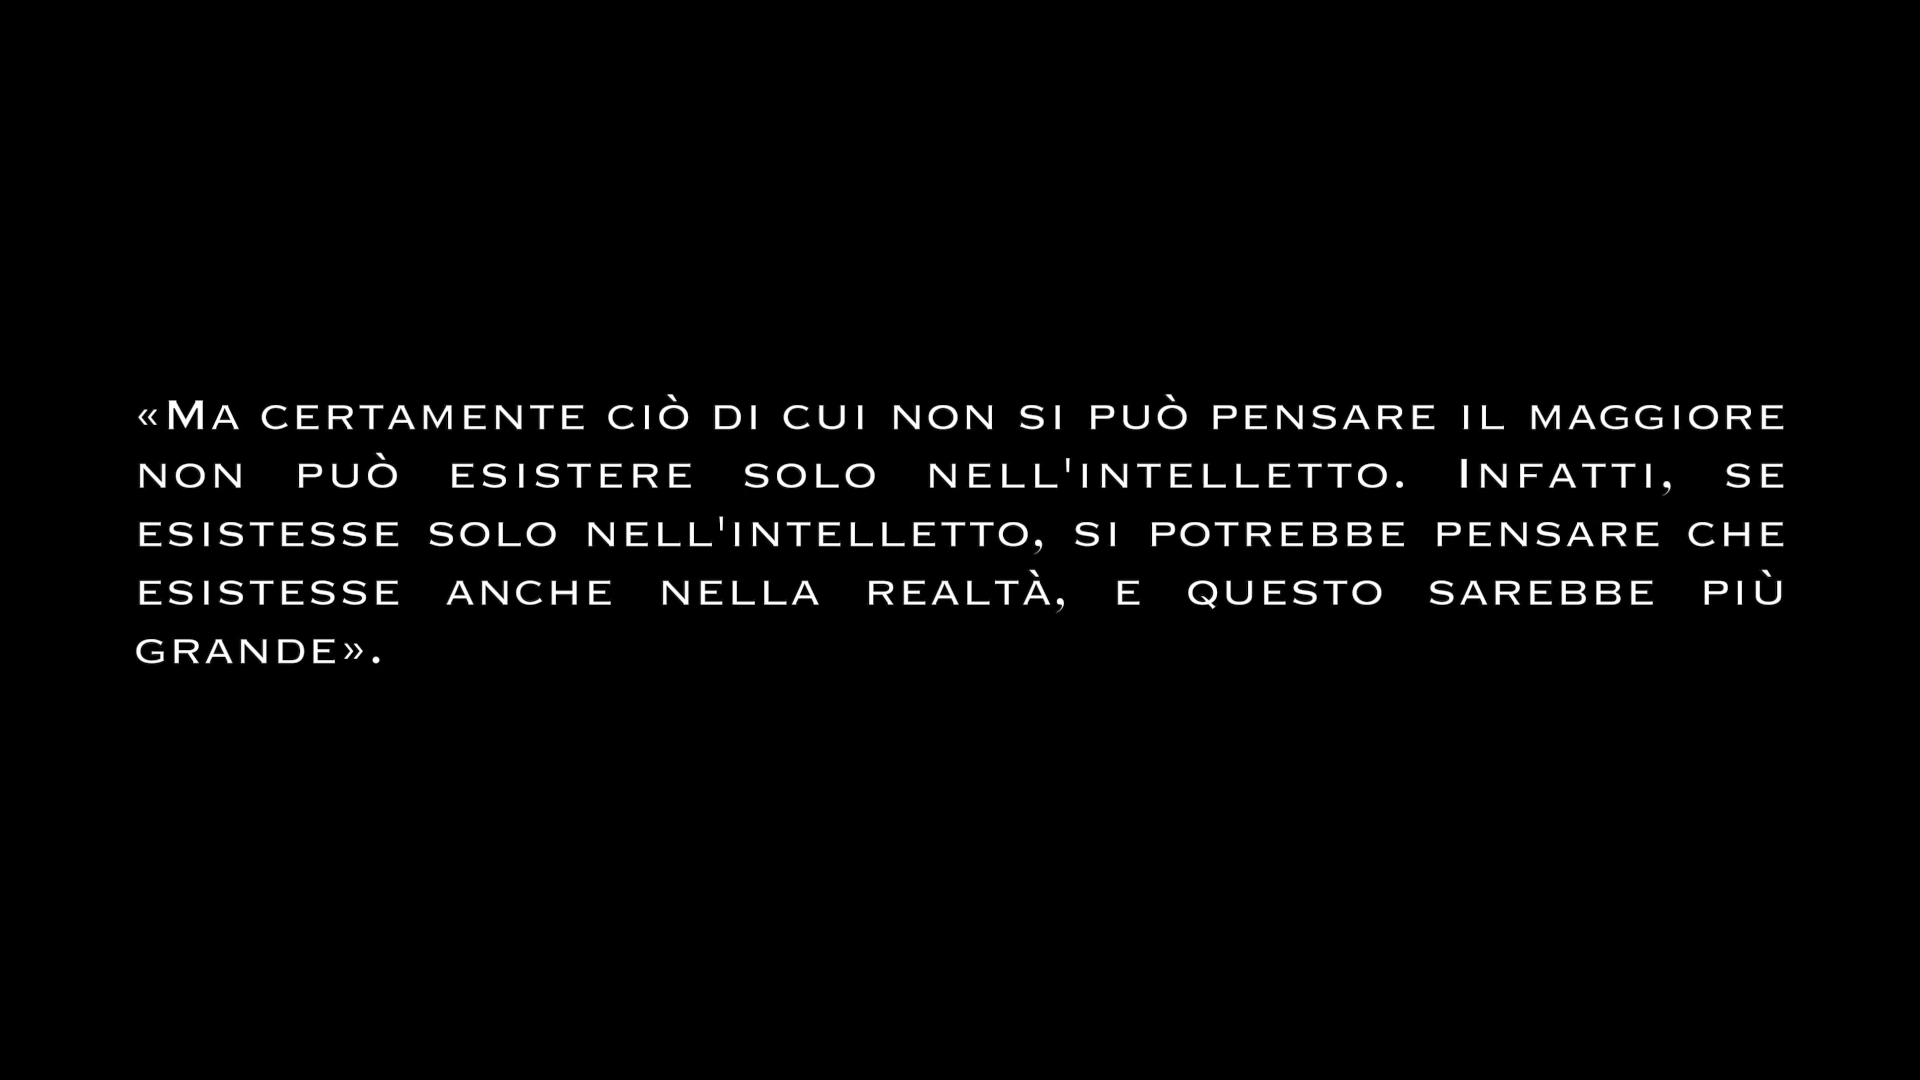 «Ma certamente ciò di cui non si può pensare il maggiore
non può esistere solo nell'intelletto. Infatti, se
esistesse solo nell'intelletto, si potrebbe pensare che
esistesse anche nella realtà, e questo sarebbe più
grande».